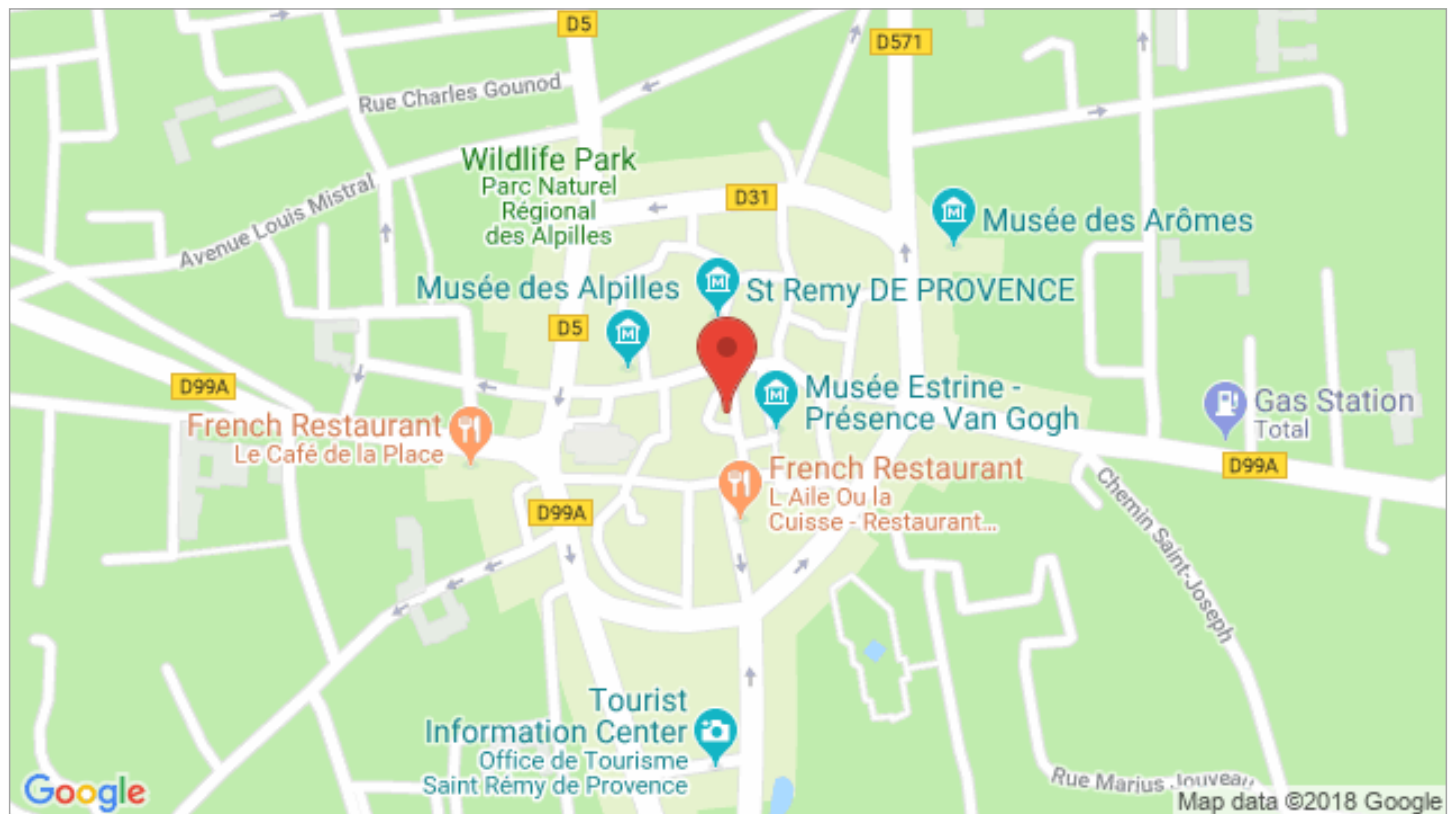 D5
D571
Rue Charles Gounod
Wildlife Park
Parc Naturel
Régional
des Alpilles
D31
Avenue Louis Mistral
Musée des Arômes
Musée des Alpilles
St Remy DE PROVENCE
D5
D99A
Musée Estrine -
Présence Van Gogh
Gas Station
Total
French Restaurant
Le Café de la Place
D99A
French Restaurant
L Aile Ou la
Cuisse - Restaurant...
D99A
Chemin Saint-Joseph
Tourist
Information Center
Office de Tourisme
Saint Rémy de Provence
Rue Marius Jouveau
Google
Map data ©2018 Google